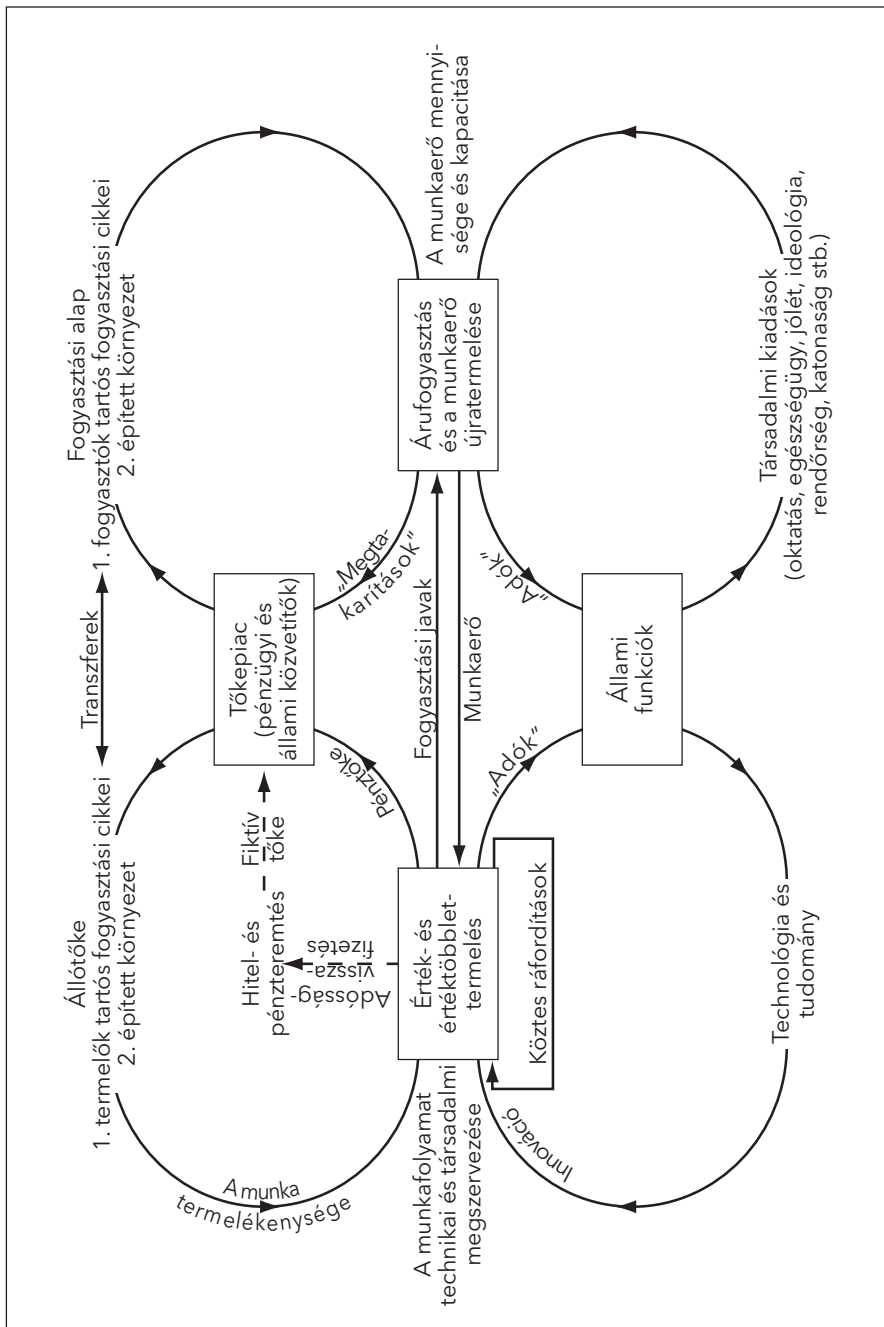 Állótőke
1. termelők tartós fogyasztási cikkei
2. épített környezet
Transzferek
Fogyasztási alap
1. fogyasztók tartós fogyasztási cikkei
2. épített környezet
A munka
termelékenysége
Hitel- és
pénzteremtés
Fiktív
tőke
Tőkepiac
(pénzügyi és
állami közvetítők)
Adósság-
vissza-
fizetés
Pénztőke
„Megta-
karítások”
A munkafolyamat
technikai és társadalmi
megszervezése
Érték- és
értéktöbblet-
termelés
Fogyasztási javak
Munkaerő
Árufogyasztás
és a munkaerő
újratermelése
A munkaerő mennyi-
sége és kapacitása
Köztes ráfordítások
Innováció
„Adók”
Állami
funkciók
„Adók”
Technológia és
tudomány
Társadalmi kiadások
(oktatás, egészségügy, jólét, ideológia,
rendőrség, katonaság stb.)